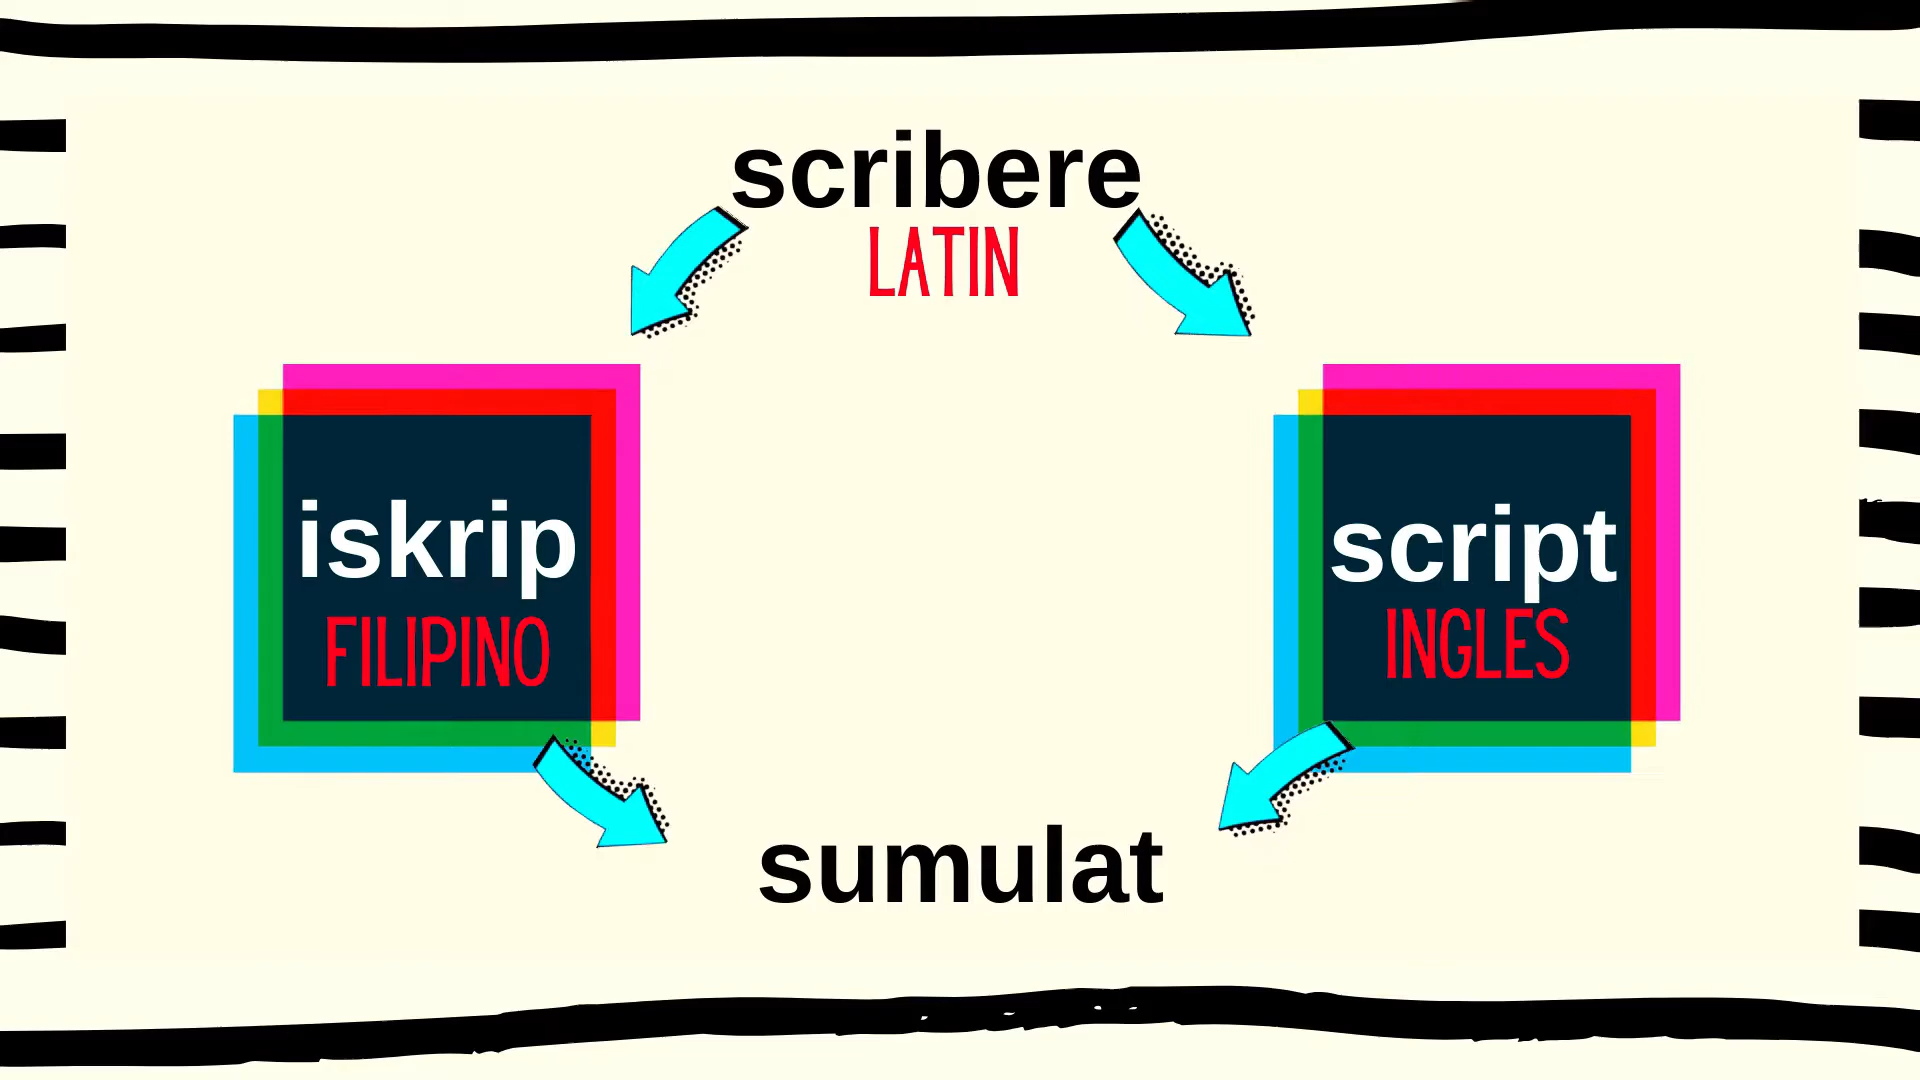 scribere
LATIN
iskrip
FILIPINO
script
INGLES
sumulat